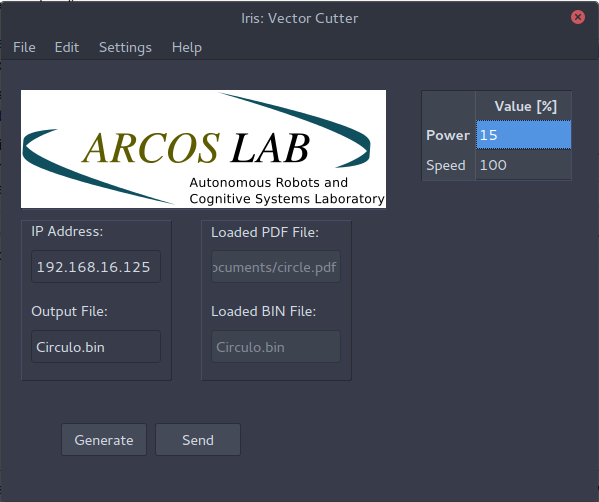 Iris: Vector Cutter
File Edit Settings Help
ARCOS LAB
Autonomous Robots and
Cognitive Systems Laboratory
Value [%]
Power 15
Speed 100
IP Address:
192.168.16.125
Output File:
Circulo.bin
Loaded PDF File:
ocuments/circle.pdf
Loaded BIN File:
Circulo.bin
Generate Send